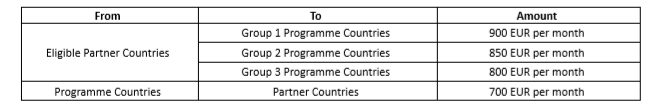 From To Amount
Group 1 Programme Countries 900 EUR per month
Eligible Partner Countries Group 2 Programme Countries 850 EUR per month
Group 3 Programme Countries 800 EUR per month
Programme Countries Partner Countries 700 EUR per month